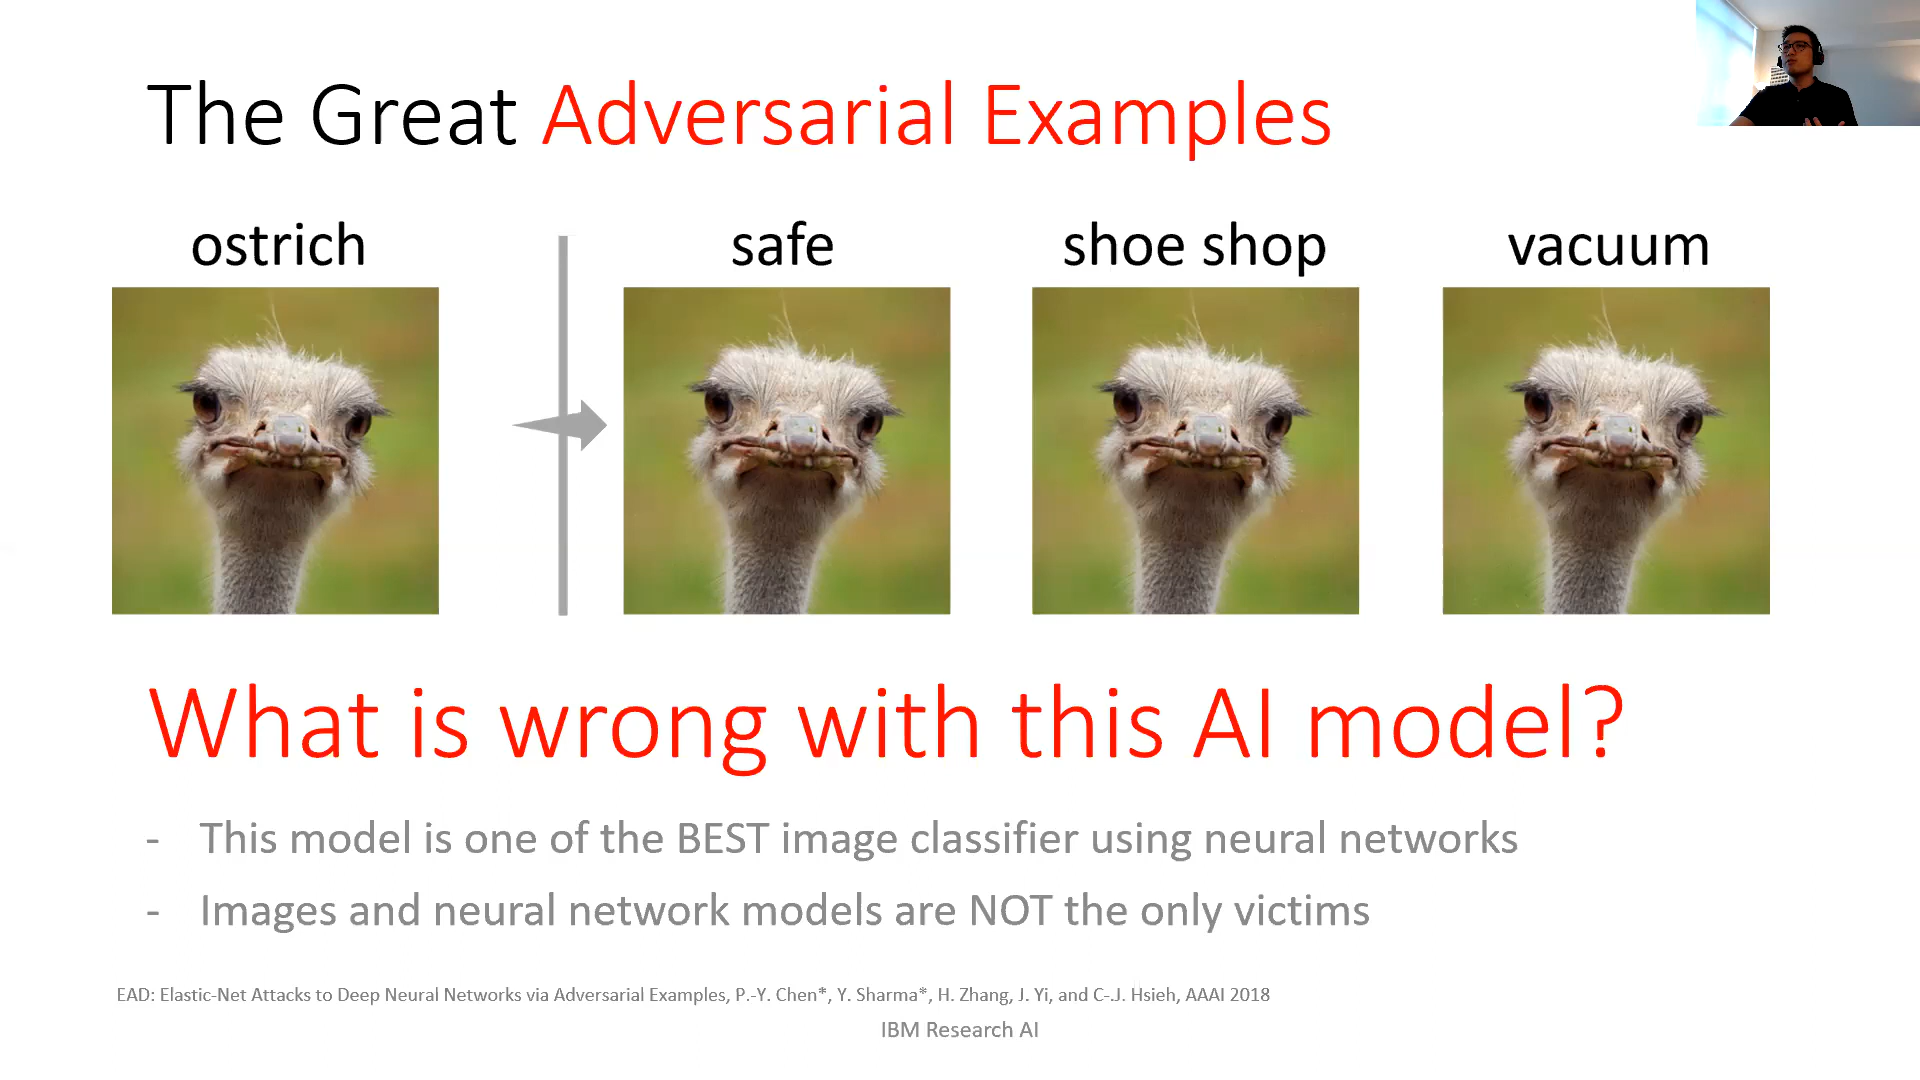 The Great Adversarial Examples
ostrich
safe
shoe shop
vacuum
What is wrong with this AI model?
- This model is one of the BEST image classifier using neural networks
- Images and neural network models are NOT the only victims
EAD: Elastic-Net Attacks to Deep Neural Networks via Adversarial Examples, P.-Y. Chen*, Y. Sharma*, H. Zhang, J. Yi, and C-.J. Hsieh, AAAI 2018
IBM Research AI